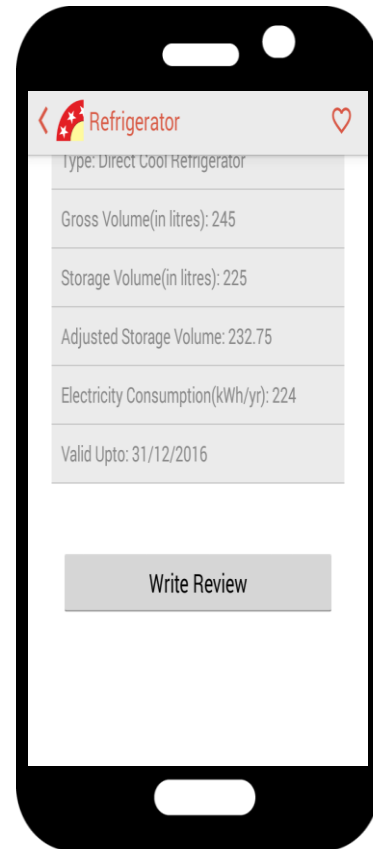 Refrigerator
Type: Direct Cool Refrigerator
Gross Volume(in litres): 245
Storage Volume(in litres): 225
Adjusted Storage Volume: 232.75
Electricity Consumption(kWh/yr): 224
Valid Upto: 31/12/2016
Write Review